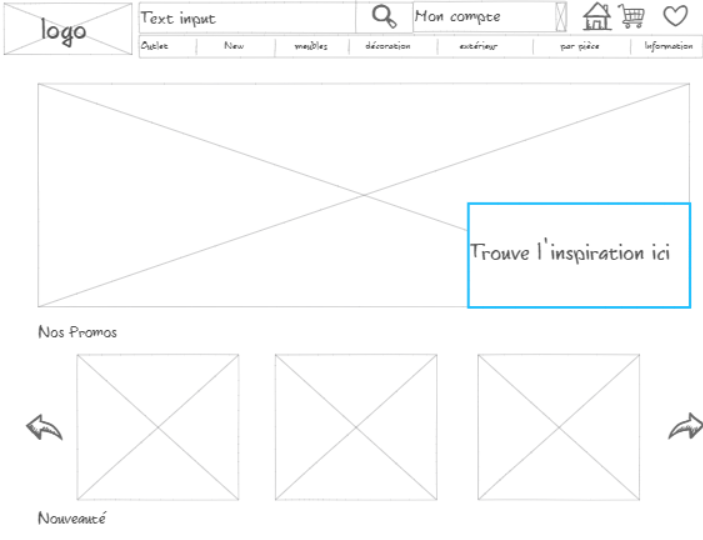 logo
Text input
Mon compte
Outlet
New
meubles
décoration
extérieur
par pièce
Information
Trouve l'inspiration ici
Nos Promos
Nouveauté